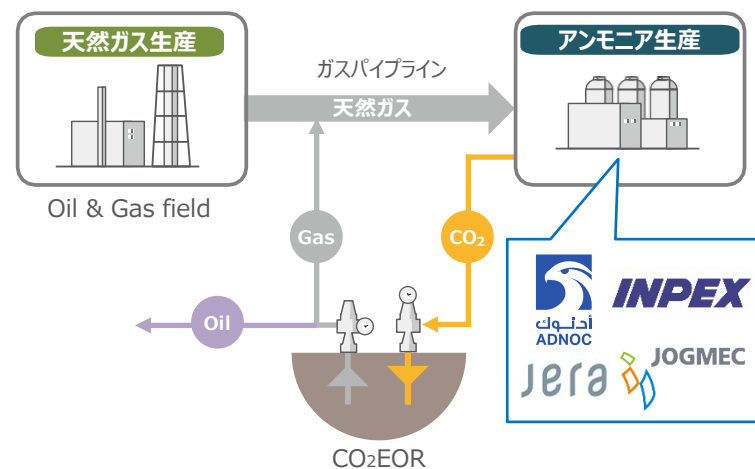 天然ガス生産
アンモニア生産
ガスパイプライン
天然ガス
Oil & Gas field
Gas
CO₂
Oil
أدنوك
ADNOC
INPEX
Jera
JOGMEC
CO₂EOR